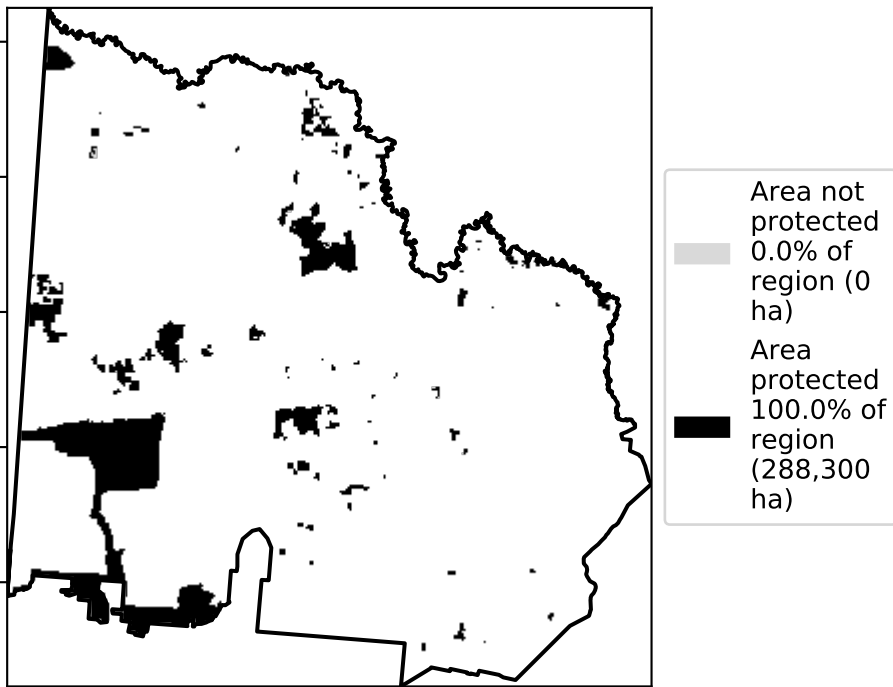 Area not
protected
0.0% of
region (0
ha)
Area
protected
100.0% of
region
(288,300
ha)